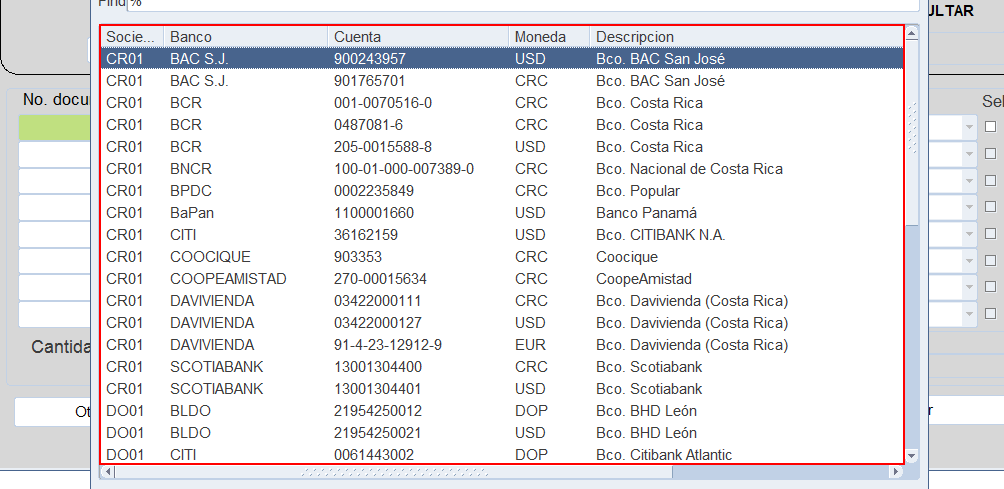 Find %
ULTAR
Socie... Banco Cuenta Moneda Descripcion
CR01 BAC S.J. 900243957 USD Bco. BAC San José
CR01 BAC S.J. 901765701 CRC Bco. BAC San José
No. docu
Sel
CR01 BCR 001-0070516-0 CRC Bco. Costa Rica
CR01 BCR 0487081-6 CRC Bco. Costa Rica
CR01 BCR 205-0015588-8 USD Bco. Costa Rica
CR01 BNCR 100-01-000-007389-0 CRC Bco. Nacional de Costa Rica
CR01 BPDC 0002235849 CRC Bco. Popular
CR01 BaPan 1100001660 USD Banco Panamá
CR01 CITI 36162159 USD Bco. CITIBANK N.A.
CR01 COOCIQUE 903353 CRC Coocique
CR01 COOPEAMISTAD 270-00015634 CRC CoopeAmistad
CR01 DAVIVIENDA 03422000111 CRC Bco. Davivienda (Costa Rica)
CR01 DAVIVIENDA 03422000127 USD Bco. Davivienda (Costa Rica)
CR01 DAVIVIENDA 91-4-23-12912-9 EUR Bco. Davivienda (Costa Rica)
Cantida
CR01 SCOTIABANK 13001304400 CRC Bco. Scotiabank
CR01 SCOTIABANK 13001304401 USD Bco. Scotiabank
DO01 BLDO 21954250012 DOP Bco. BHD León
Ot
r
DO01 BLDO 21954250021 USD Bco. BHD León
DO01 CITI 0061443002 DOP Bco. Citibank Atlantic